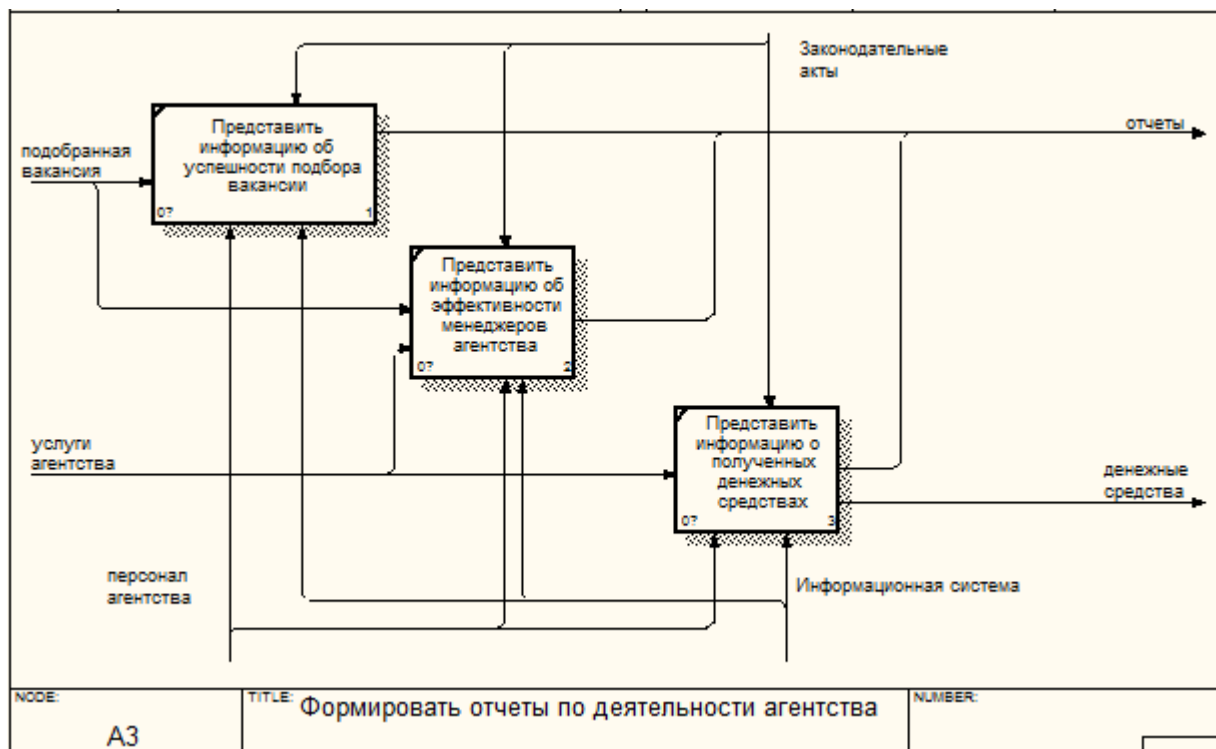 Законодательные
акты
Представить
информацию об
успешности подбора
вакансии
0?
1
отчеты
подобранная
вакансия
Представить
информацию об
эффективности
менеджеров
агентства
0?
2
Представить
информацию о
полученных
денежных
средствах
0?
3
услуги
агентства
денежные
средства
персонал
агентства
Информационная система
NODE:
A3
TITLE:
Формировать отчеты по деятельности агентства
NUMBER: